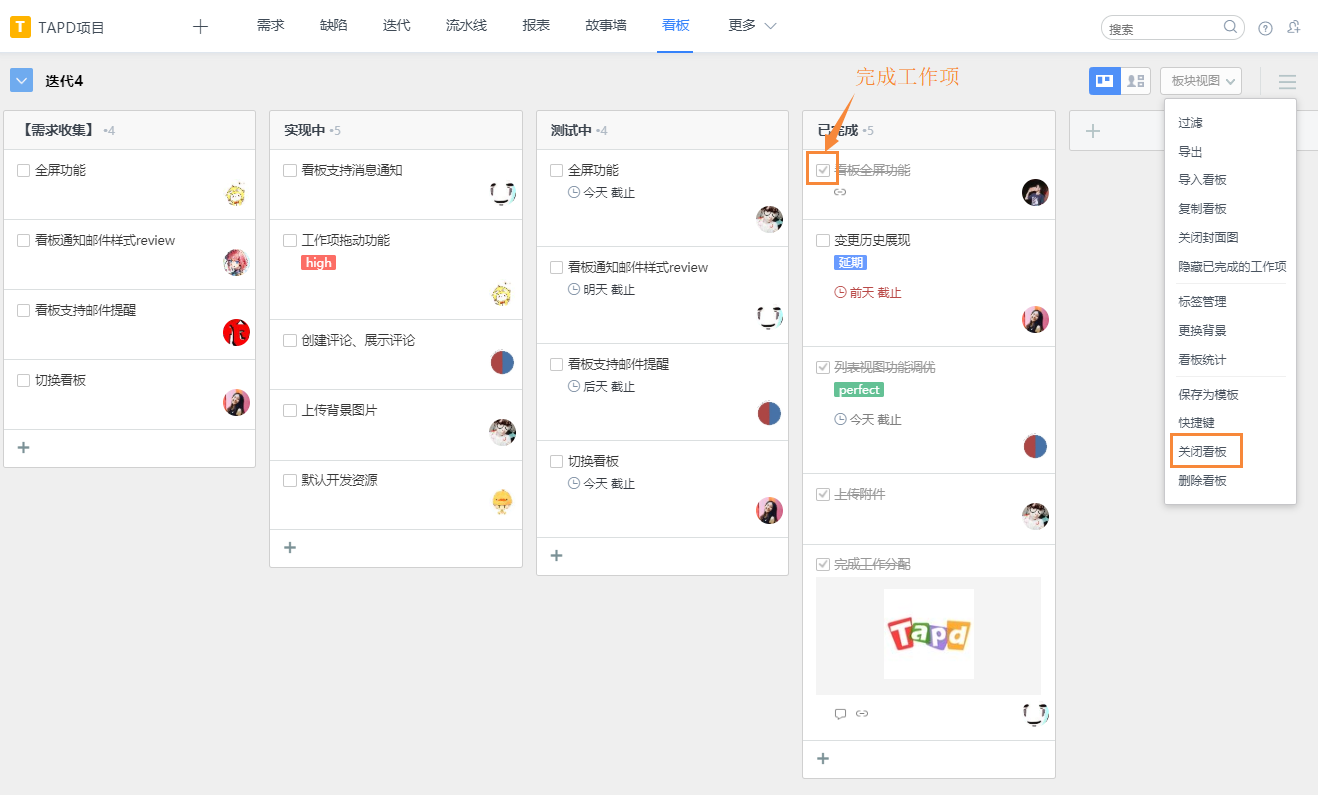 T TAPD项目
需求 缺陷 迭代 流水线 报表 故事墙 看板 更多
搜索
迭代4
完成工作项
板块视图
【需求收集】 •4
全屏功能
看板通知邮件样式review
看板支持邮件提醒
切换看板
实现中 •5
看板支持消息通知
工作项拖动功能
high
创建评论、展示评论
上传背景图片
默认开发资源
测试中 •4
全屏功能
今天 截止
看板通知邮件样式review
明天 截止
看板支持邮件提醒
后天 截止
切换看板
今天 截止
已完成 •5
看板全屏功能
变更历史展现
延期
前天 截止
列表视图功能调优
perfect
今天 截止
上传附件
完成工作分配
Tapd
过滤
导出
导入看板
复制看板
关闭封面图
隐藏已完成的工作项
标签管理
更换背景
看板统计
保存为模板
快捷键
关闭看板
删除看板